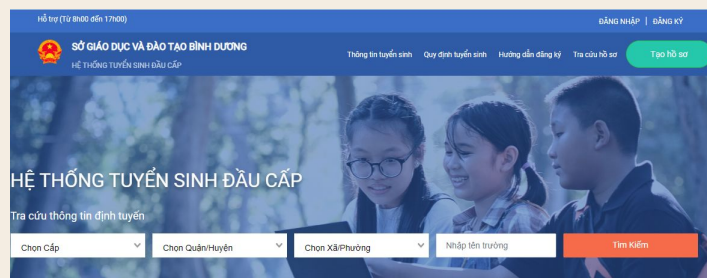 Hỗ trợ (Từ 8h00 đến 17h00)
ĐĂNG NHẬP | ĐĂNG KÝ
SỞ GIÁO DỤC VÀ ĐÀO TẠO BÌNH DƯƠNG
HỆ THỐNG TUYỂN SINH ĐẦU CẤP
Thông tin tuyển sinh Quy định tuyển sinh Hướng dẫn đăng ký Tra cứu hồ sơ Tạo hồ sơ
HỆ THỐNG TUYỂN SINH ĐẦU CẤP
Tra cứu thông tin định tuyến
Chọn Cấp Chọn Quận/Huyện Chọn Xã/Phường Nhập tên trường Tìm Kiếm